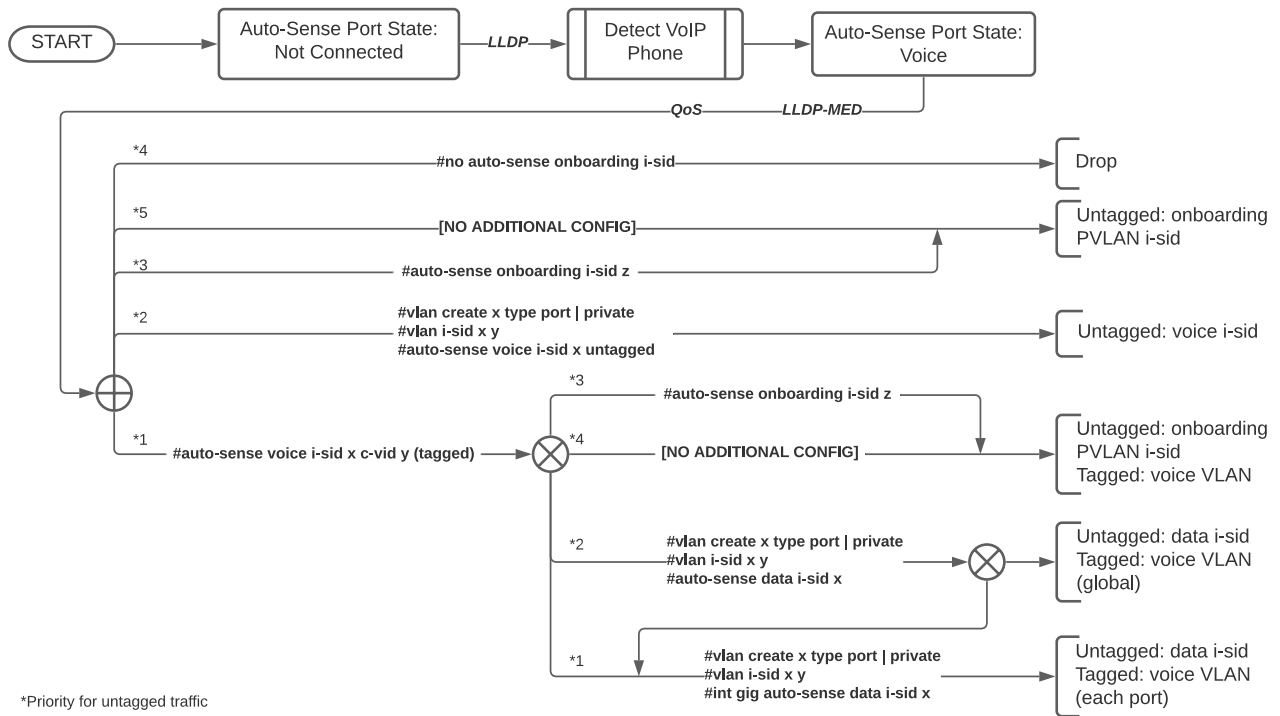 START
Auto-Sense Port State:
Not Connected
LLDP
Detect VoIP
Phone
Auto-Sense Port State:
Voice
QoS
LLDP-MED
*4
#no auto-sense onboarding i-sid
Drop
*5
[NO ADDITIONAL CONFIG]
Untagged: onboarding
PVLAN i-sid
*3
#auto-sense onboarding i-sid z
*2
#vlan create x type port | private
#vlan i-sid x y
#auto-sense voice i-sid x untagged
Untagged: voice i-sid
*1
#auto-sense voice i-sid x c-vid y (tagged)
*3
#auto-sense onboarding i-sid z
*4
[NO ADDITIONAL CONFIG]
Untagged: onboarding
PVLAN i-sid
Tagged: voice VLAN
*2
#vlan create x type port | private
#vlan i-sid x y
#auto-sense data i-sid x
Untagged: data i-sid
Tagged: voice VLAN
(global)
*1
#vlan create x type port | private
#vlan i-sid x y
#int gig auto-sense data i-sid x
Untagged: data i-sid
Tagged: voice VLAN
(each port)
*Priority for untagged traffic